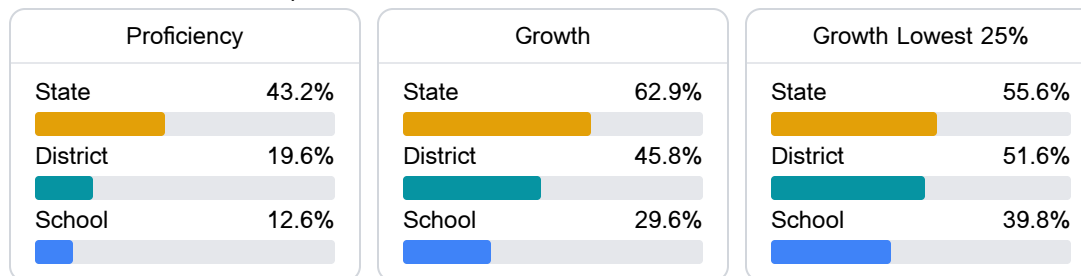 Proficiency
State 43.2%
District 19.6%
School 12.6%
Growth
State 62.9%
District 45.8%
School 29.6%
Growth Lowest 25%
State 55.6%
District 51.6%
School 39.8%